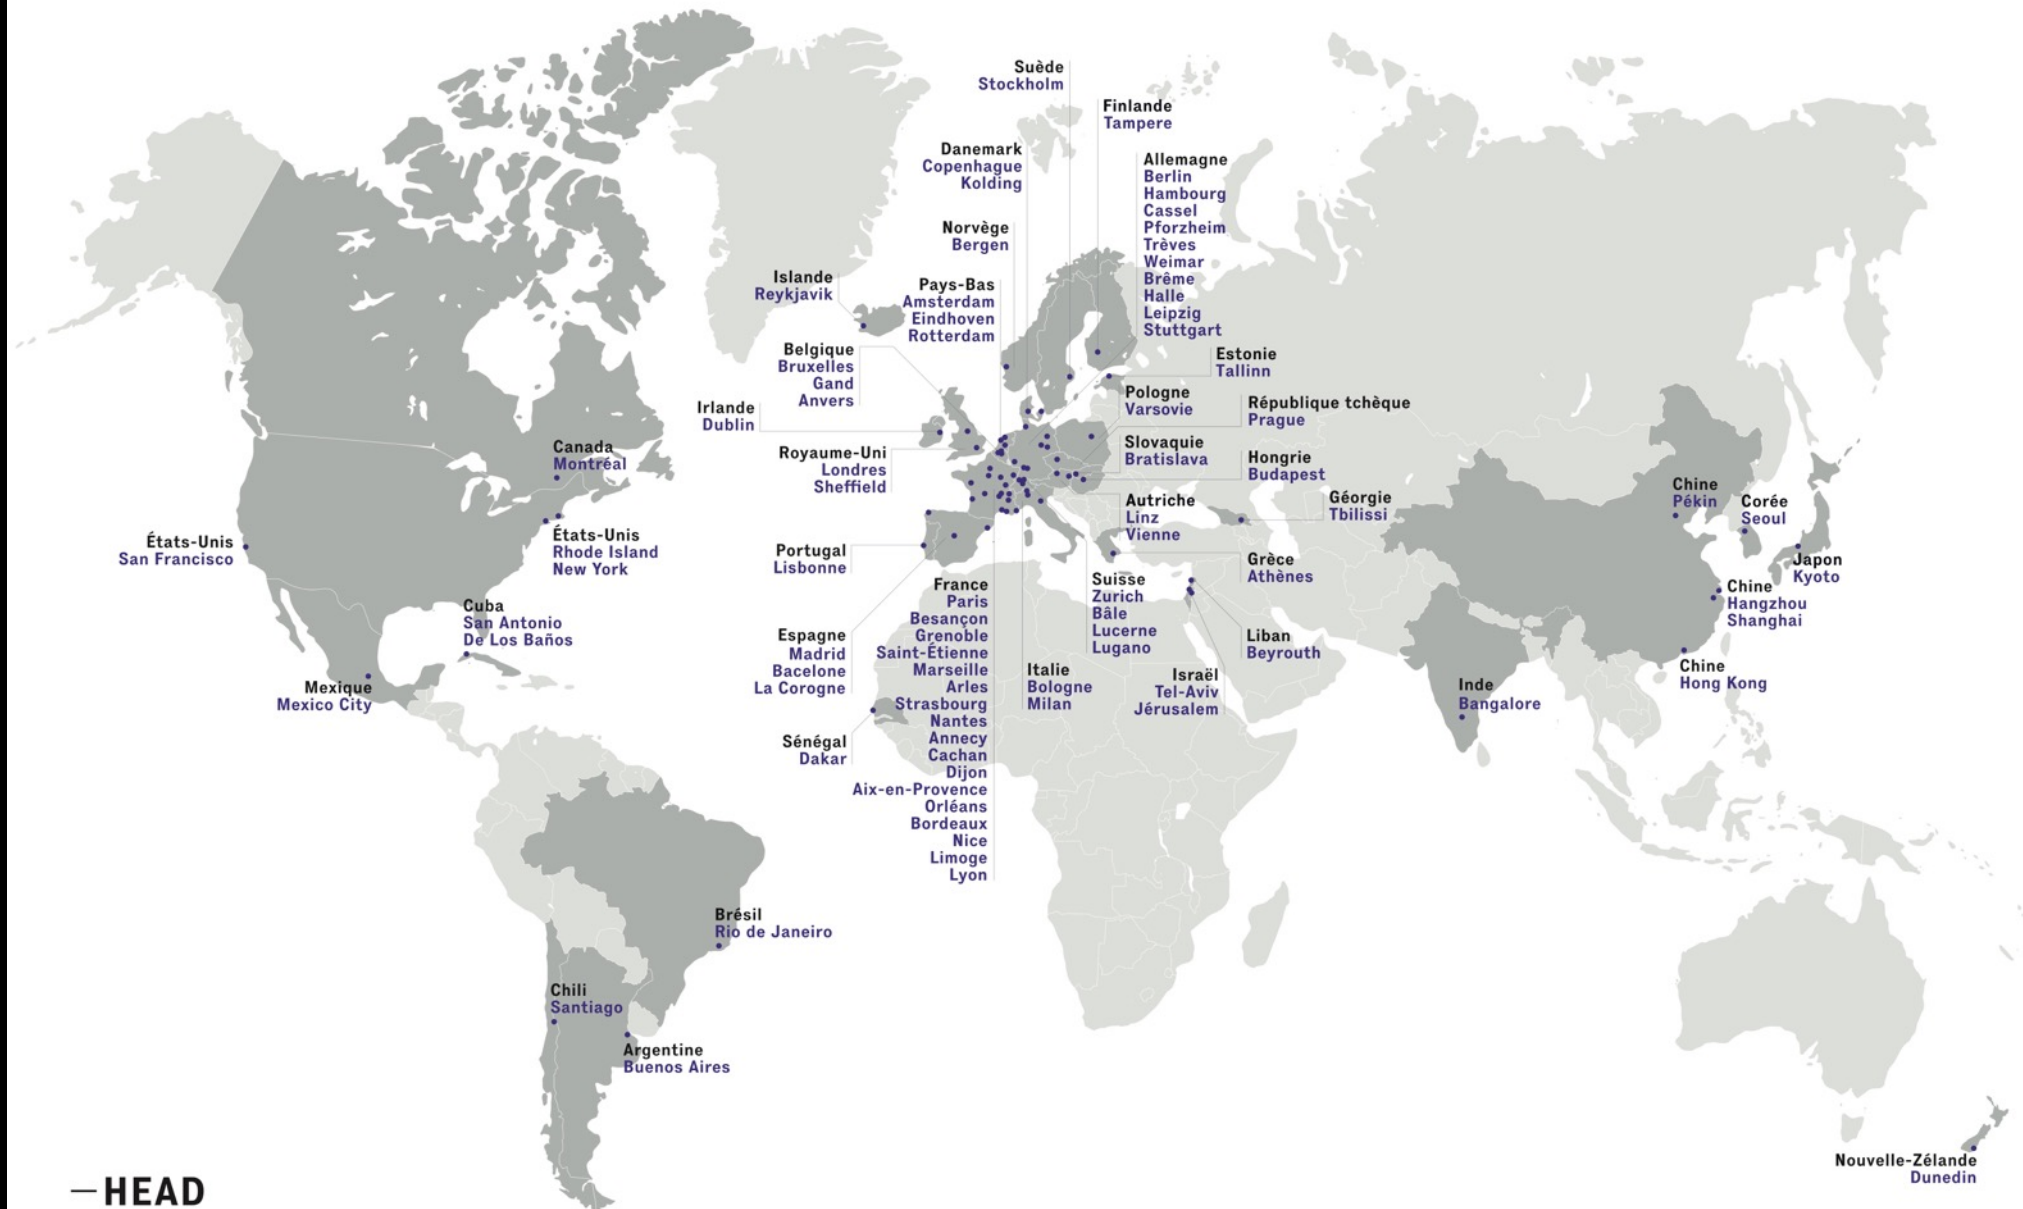 Suède
Stockholm
Finlande
Tampere
Danemark
Copenhague
Kolding
Allemagne
Berlin
Hambourg
Cassel
Pforzheim
Trèves
Weimar
Brême
Halle
Leipzig
Stuttgart
Norvège
Bergen
Islande
Reykjavik
Pays-Bas
Amsterdam
Eindhoven
Rotterdam
Belgique
Bruxelles
Gand
Anvers
Estonie
Tallinn
Pologne
Varsovie
République tchèque
Prague
Irlande
Dublin
Royaume-Uni
Londres
Sheffield
Slovaquie
Bratislava
Hongrie
Budapest
Canada
Montréal
Autriche
Linz
Vienne
Géorgie
Tbilissi
Chine
Pékin
Corée
Seoul
États-Unis
San Francisco
États-Unis
Rhode Island
New York
Portugal
Lisbonne
Grèce
Athènes
Japon
Kyoto
Chine
Hangzhou
Shanghai
Cuba
San Antonio
De Los Baños
France
Paris
Besançon
Grenoble
Saint-Étienne
Marseille
Arles
Strasbourg
Nantes
Annecy
Cachan
Dijon
Aix-en-Provence
Orléans
Bordeaux
Nice
Limoge
Lyon
Suisse
Zurich
Bâle
Lucerne
Lugano
Espagne
Madrid
Bacelone
La Corogne
Liban
Beyrouth
Italie
Bologne
Milan
Israël
Tel-Aviv
Jérusalem
Chine
Hong Kong
Inde
Bangalore
Mexique
Mexico City
Sénégal
Dakar
Brésil
Rio de Janeiro
Chili
Santiago
Argentine
Buenos Aires
Nouvelle-Zélande
Dunedin
—HEAD